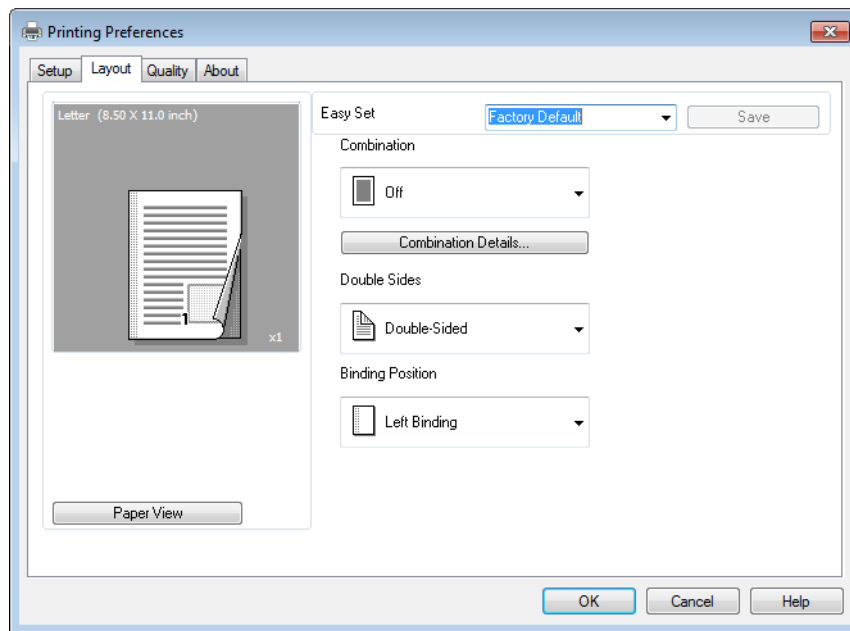 Printing Preferences
Setup Layout Quality About
Letter (8.50 X 11.0 inch)
1
x1
Paper View
Easy Set Factory Default Save
Combination
Off
Combination Details...
Double Sides
Double-Sided
Binding Position
Left Binding
OK Cancel Help